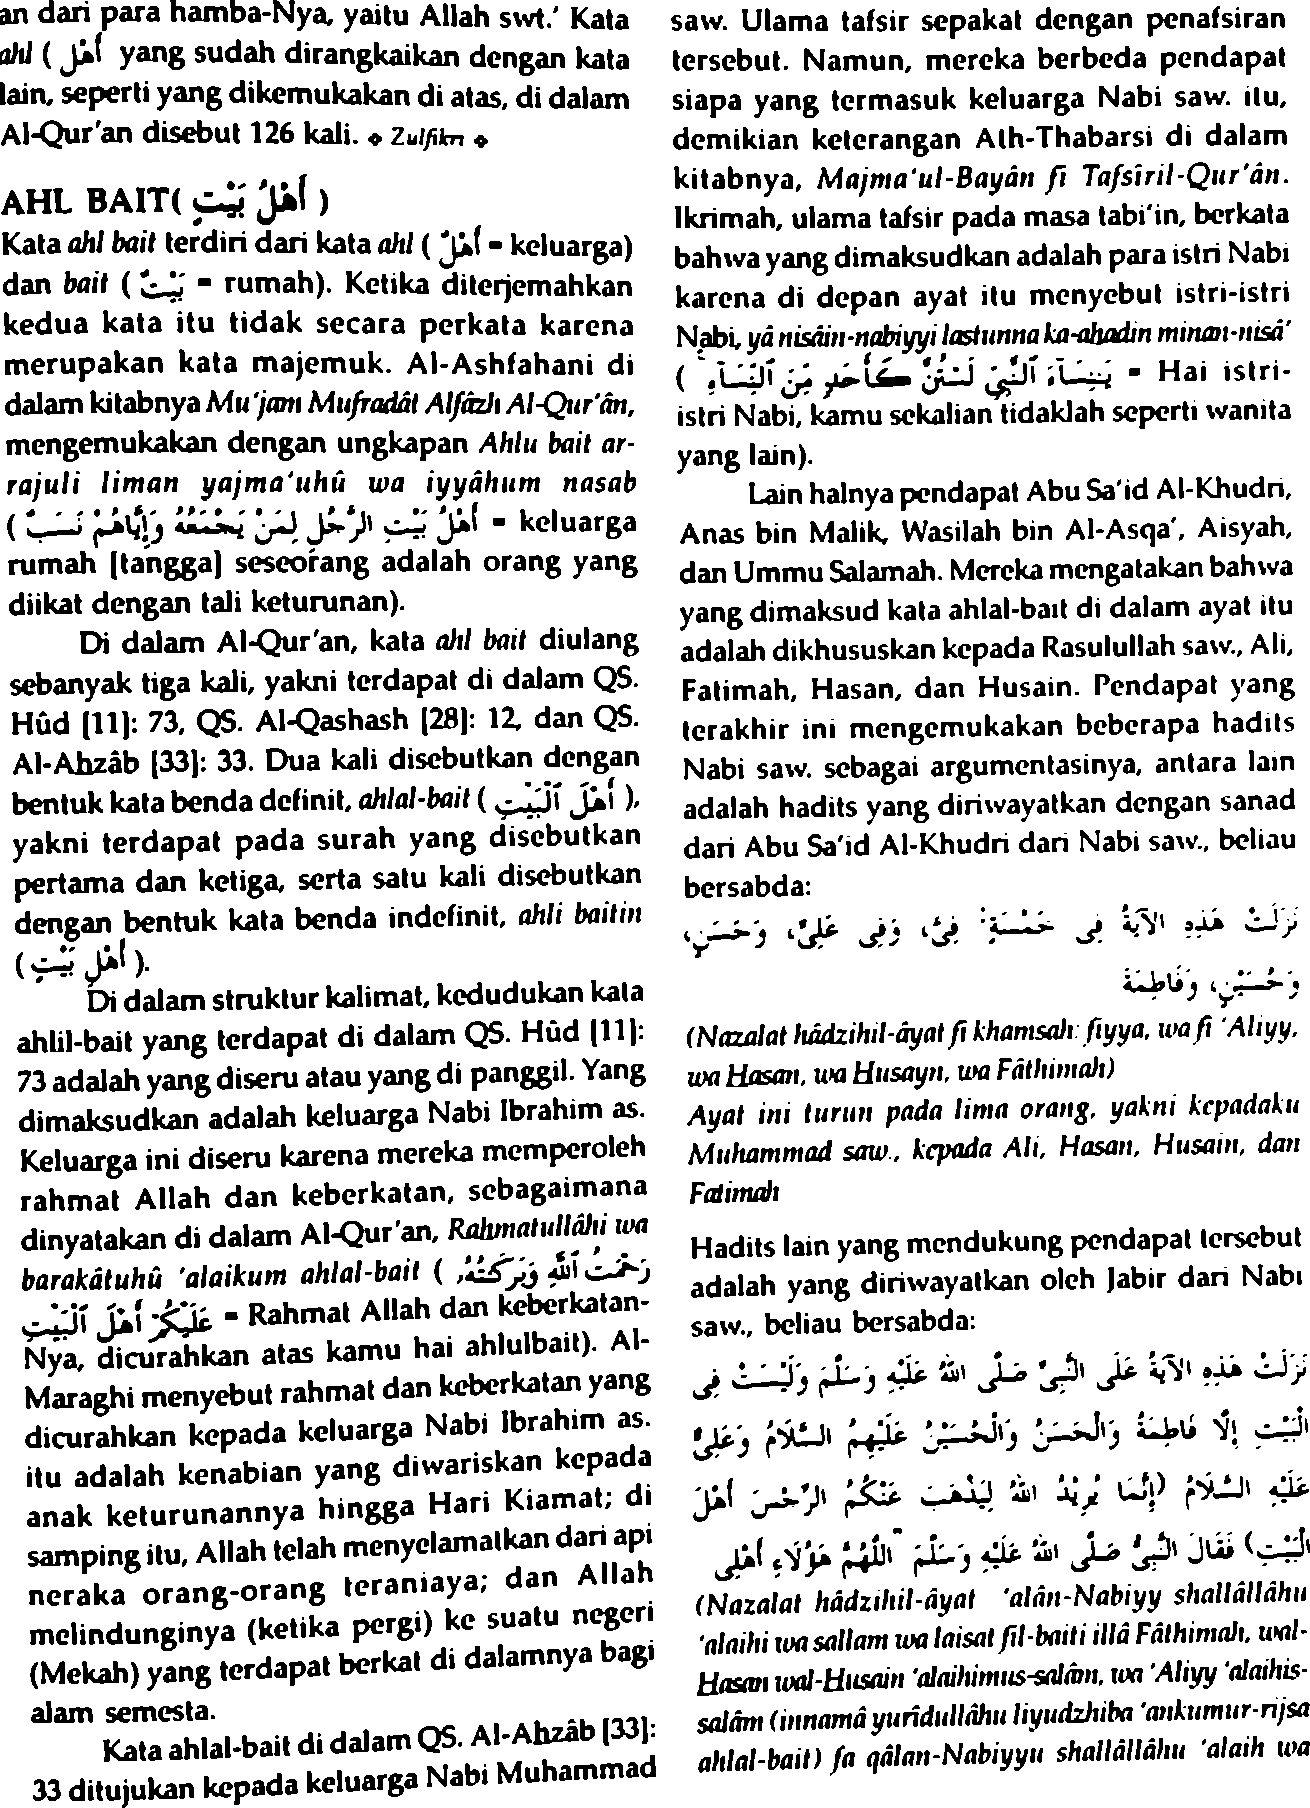 an dari para hamba-Nya, yaitu Allah swt.' Kata
ahl ( أَهْلُ yang sudah dirangkaikan dengan kata
lain, seperti yang dikemukakan di atas, di dalam
Al-Qur'an disebut 126 kali. ⬥ Zulfikri ⬥
AHL BAIT( أَهْلُ بَيْتٍ )
Kata ahl bait terdiri dari kata ahl ( أَهْلُ = keluarga)
dan bait ( بَيْتٌ = rumah). Ketika diterjemahkan
kedua kata itu tidak secara perkata karena
merupakan kata majemuk. Al-Ashfahani di
dalam kitabnya Mu'jam Mufradât Alfâzh Al-Qur'ân,
mengemukakan dengan ungkapan Ahlu bait ar-
rajuli liman yajma'uhû wa iyyâhum nasab
( أَهْلُ بَيْتِ الرَّجُلِ لِمَنْ يَجْمَعُهُ وَإِيَّاهُمْ نَسَبٌ = keluarga
rumah [tangga] seseorang adalah orang yang
diikat dengan tali keturunan).
Di dalam Al-Qur'an, kata ahl bait diulang
sebanyak tiga kali, yakni terdapat di dalam QS.
Hûd [11]: 73, QS. Al-Qashash [28]: 12, dan QS.
Al-Ahzâb [33]: 33. Dua kali disebutkan dengan
bentuk kata benda definit, ahlal-bait ( أَهْلَ ٱلْبَيْتِ ),
yakni terdapat pada surah yang disebutkan
pertama dan ketiga, serta satu kali disebutkan
dengan bentuk kata benda indefinit, ahli baitin
( أَهْلِ بَيْتٍ ).
Di dalam struktur kalimat, kedudukan kata
ahlil-bait yang terdapat di dalam QS. Hûd [11]:
73 adalah yang diseru atau yang di panggil. Yang
dimaksudkan adalah keluarga Nabi Ibrahim as.
Keluarga ini diseru karena mereka memperoleh
rahmat Allah dan keberkatan, sebagaimana
dinyatakan di dalam Al-Qur'an, Rahmatullâhi wa
barakâtuhû 'alaikum ahlal-bait ( رَحْمَتُ ٱللَّهِ وَبَرَكَٰتُهُۥ
عَلَيْكُمْ أَهْلَ ٱلْبَيْتِ = Rahmat Allah dan keberkatan-
Nya, dicurahkan atas kamu hai ahlulbait). Al-
Maraghi menyebut rahmat dan keberkatan yang
dicurahkan kepada keluarga Nabi Ibrahim as.
itu adalah kenabian yang diwariskan kepada
anak keturunannya hingga Hari Kiamat; di
samping itu, Allah telah menyelamatkan dari api
neraka orang-orang teraniaya; dan Allah
melindunginya (ketika pergi) ke suatu negeri
(Mekah) yang terdapat berkat di dalamnya bagi
alam semesta.
Kata ahlal-bait di dalam QS. Al-Ahzâb [33]:
33 ditujukan kepada keluarga Nabi Muhammad
saw. Ulama tafsir sepakat dengan penafsiran
tersebut. Namun, mereka berbeda pendapat
siapa yang termasuk keluarga Nabi saw. itu,
demikian keterangan Ath-Thabarsi di dalam
kitabnya, Majma'ul-Bayân fî Tafsîril-Qur'ân.
Ikrimah, ulama tafsir pada masa tabi'in, berkata
bahwa yang dimaksudkan adalah para istri Nabi
karena di depan ayat itu menyebut istri-istri
Nabi, yâ nisâin-nabiyyi lastunna ka-ahadin minan-nisâ'
( يَٰنِسَآءَ ٱلنَّبِيِّ لَسْتُنَّ كَأَحَدٍ مِّنَ ٱلنِّسَآءِ = Hai istri-
istri Nabi, kamu sekalian tidaklah seperti wanita
yang lain).
Lain halnya pendapat Abu Sa'id Al-Khudri,
Anas bin Malik, Wasilah bin Al-Asqa', Aisyah,
dan Ummu Salamah. Mereka mengatakan bahwa
yang dimaksud kata ahlal-bait di dalam ayat itu
adalah dikhususkan kepada Rasulullah saw., Ali,
Fatimah, Hasan, dan Husain. Pendapat yang
terakhir ini mengemukakan beberapa hadits
Nabi saw. sebagai argumentasinya, antara lain
adalah hadits yang diriwayatkan dengan sanad
dari Abu Sa'id Al-Khudri dari Nabi saw., beliau
bersabda:
نَزَلَتْ هَذِهِ الآيَةُ فِى خَمْسَةٍ: فِيَّ، وَفِى عَلِيٍّ، وَحَسَنٍ،
وَحُسَيْنٍ، وَفَاطِمَةَ
(Nazalat hâdzihil-âyat fî khamsah: fiyya, wa fî 'Aliyy,
wa Hasan, wa Husayn, wa Fâthimah)
Ayat ini turun pada lima orang, yakni kepadaku
Muhammad saw., kepada Ali, Hasan, Husain, dan
Fatimah
Hadits lain yang mendukung pendapat tersebut
adalah yang diriwayatkan oleh Jabir dari Nabi
saw., beliau bersabda:
نَزَلَتْ هَذِهِ الآيَةُ عَلَى النَّبِيِّ صَلَّى اللهُ عَلَيْهِ وَسَلَّمَ وَلَيْسَتْ فِى
الْبَيْتِ إِلَّا فَاطِمَةُ وَالْحَسَنُ وَالْحُسَيْنُ عَلَيْهِمُ السَّلَامُ وَعَلِيٌّ
عَلَيْهِ السَّلَامُ (إِنَّمَا يُرِيْدُ اللهُ لِيُذْهِبَ عَنْكُمُ الرِّجْسَ أَهْلَ
الْبَيْتِ) فَقَالَ النَّبِيُّ صَلَّى اللهُ عَلَيْهِ وَسَلَّمَ "اَللَّهُمَّ هَؤُلَاءِ أَهْلِى
(Nazalat hâdzihil-âyat 'alân-Nabiyy shallâllâhu
'alaihi wa sallam wa laisat fil-baiti illâ Fâthimah, wal-
Hasan wal-Husain 'alaihimus-salâm, wa 'Aliyy 'alaihis-
salâm (innamâ yurîdullâhu liyudzhiba 'ankumur-rijsa
ahlal-bait) fa qâlan-Nabiyyu shallâllâhu 'alaih wa